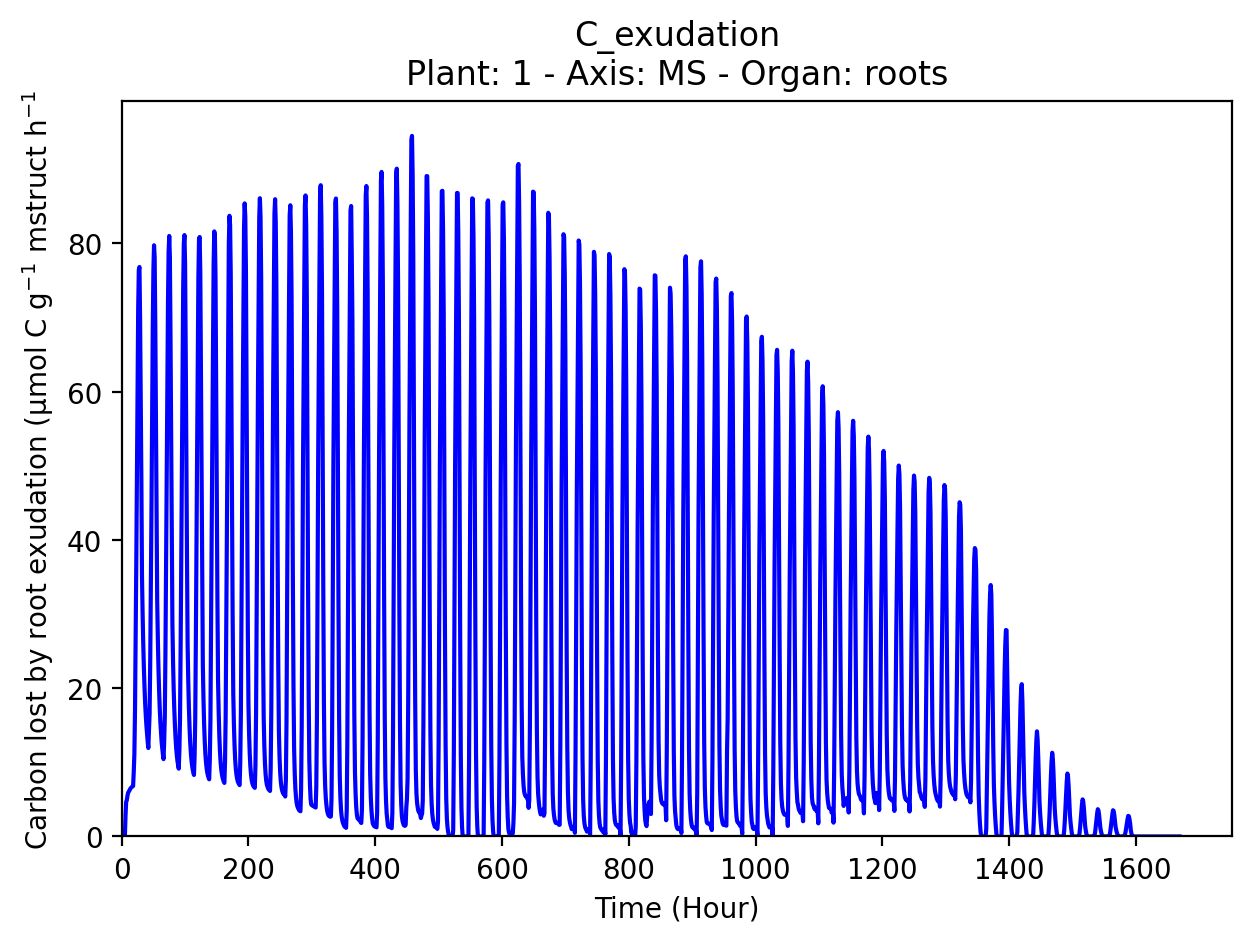 C_exudation
Plant: 1 - Axis: MS - Organ: roots
Carbon lost by root exudation (µmol C g⁻¹ mstruct h⁻¹
80
60
40
20
0
0 200 400 600 800 1000 1200 1400 1600
Time (Hour)